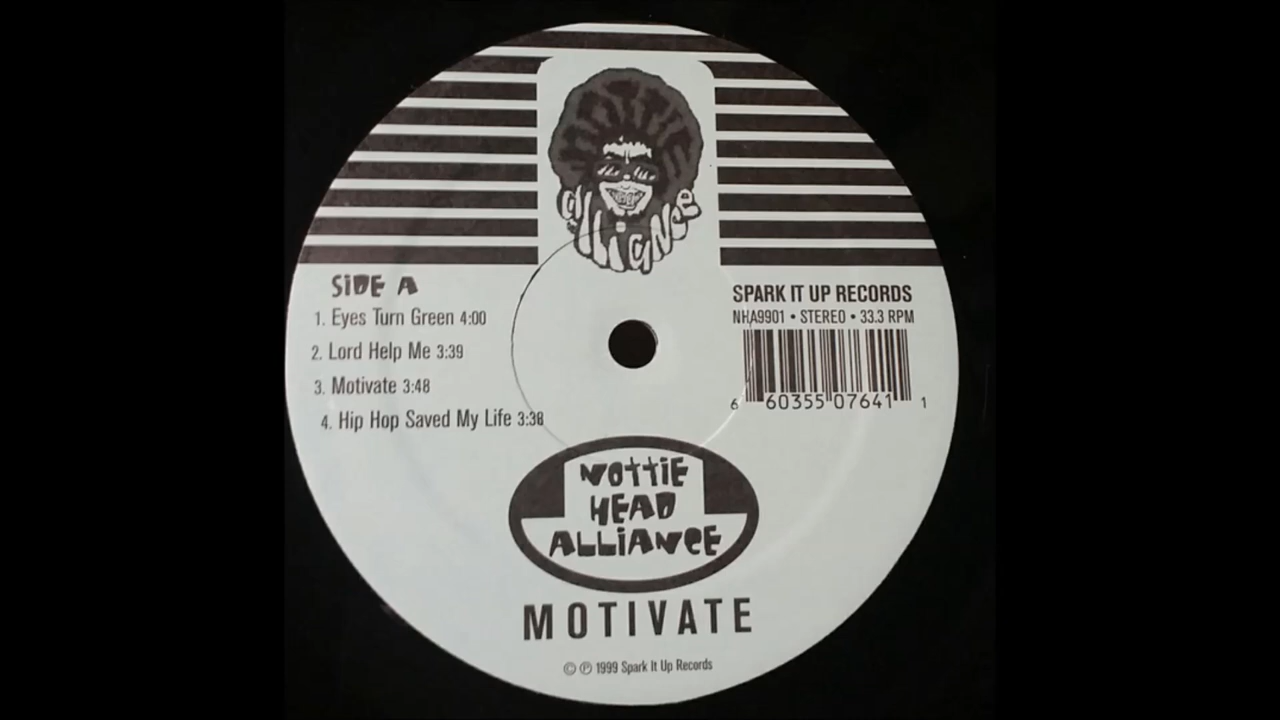 alliance
SIDE A
1. Eyes Turn Green 4:00
2. Lord Help Me 3:39
3. Motivate 3:48
4. Hip Hop Saved My Life 3:38
SPARK IT UP RECORDS
NHA9901 • STEREO • 33.3 RPM
6 60355 07641 1
NOTTIE
HEAD
ALLIANCE
MOTIVATE
© ℗ 1999 Spark It Up Records